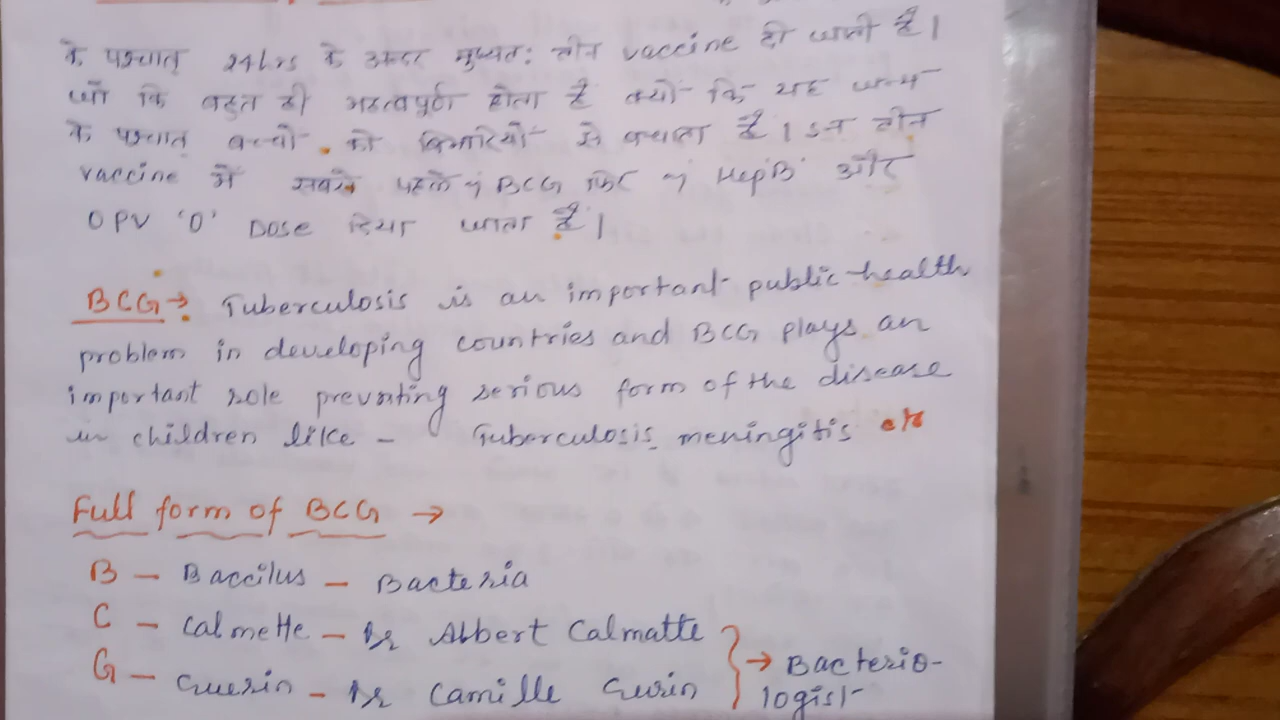 के पश्चात् 24hrs के अन्दर मुख्यत: तीन vaccine दी जाती है।
जो कि बहुत ही महत्वपूर्ण होता है क्यों कि यह जन्म
के पश्चात् बच्चों को बिमारियों से बचाता है। इन तीन
vaccine में सबसे पहले BCG फिर HepB और
OPV 'O' Dose दिया जाता है।
BCG → Tuberculosis is an important public health
problem in developing countries and BCG plays an
important role preventing serious form of the disease
in children like - Tuberculosis meningitis etc
Full form of BCG →
B - Baccilus - Bacteria
C - Calmette - Dr Albert Calmatte
G - Guerin - Dr Camille Gurin } → Bacterio-
logist